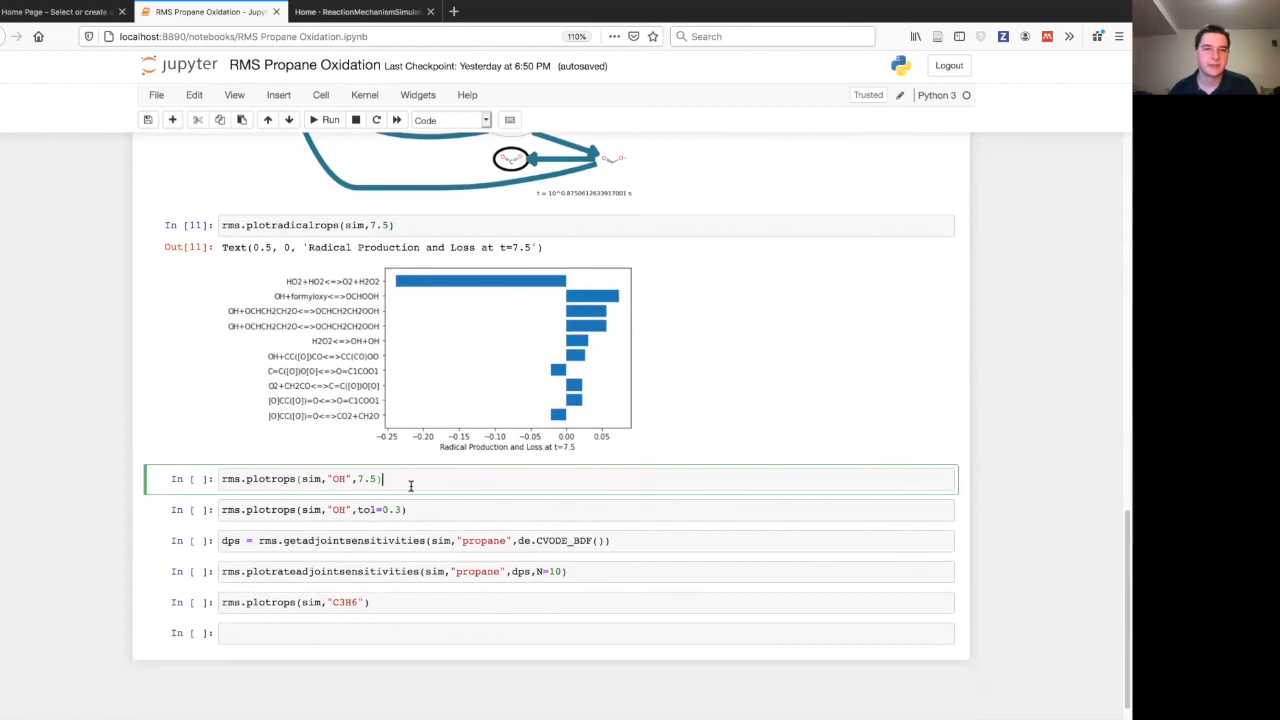 Home Page - Select or create a
RMS Propane Oxidation - Jupyt
Home · ReactionMechanismSimulat
localhost:8890/notebooks/RMS Propane Oxidation.ipynb
110%
Search
jupyter RMS Propane Oxidation Last Checkpoint: Yesterday at 6:50 PM (autosaved)
Logout
File Edit View Insert Cell Kernel Widgets Help
Trusted
Python 3
Run
Code
t = 10^0.8750612633917001 s
In [11]: rms.plotradicalrops(sim,7.5)
Out[11]: Text(0.5, 0, 'Radical Production and Loss at t=7.5')
HO2+HO2<=>O2+H2O2
OH+formyloxy<=>OCHOOH
OH+OCHCH2CH2O<=>OCHCH2CH2OOH
OH+OCHCH2CH2O<=>OCHCH2CH2OOH
H2O2<=>OH+OH
OH+CC([O])CO<=>CC(CO)OO
C=C([O])O[O]<=>O=C1COO1
O2+CH2CO<=>C=C([O])O[O]
[O]CC([O])=O<=>O=C1COO1
[O]CC([O])=O<=>CO2+CH2O
−0.25 −0.20 −0.15 −0.10 −0.05 0.00 0.05
Radical Production and Loss at t=7.5
In [ ]: rms.plotrops(sim,"OH",7.5)
In [ ]: rms.plotrops(sim,"OH",tol=0.3)
In [ ]: dps = rms.getadjointsensitivities(sim,"propane",de.CVODE_BDF())
In [ ]: rms.plotrateadjointsensitivities(sim,"propane",dps,N=10)
In [ ]: rms.plotrops(sim,"C3H6")
In [ ]: